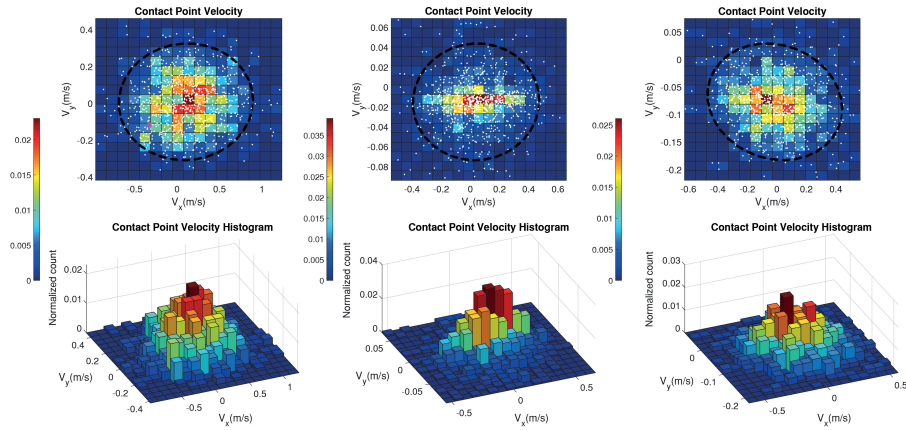 Contact Point Velocity
Contact Point Velocity
Contact Point Velocity
0.4
0.2
0
-0.2
-0.4
V_y(m/s)
-0.5 0 0.5 1
V_x(m/s)
0.06
0.04
0.02
0
-0.02
-0.04
-0.06
-0.08
V_y(m/s)
-0.4 -0.2 0 0.2 0.4 0.6
V_x(m/s)
0.05
0
-0.05
-0.1
-0.15
-0.2
V_y(m/s)
-0.6 -0.4 -0.2 0 0.2 0.4
V_x(m/s)
0.02
0.015
0.01
0.005
0
0.035
0.03
0.025
0.02
0.015
0.01
0.005
0
0.025
0.02
0.015
0.01
0.005
0
Contact Point Velocity Histogram
Contact Point Velocity Histogram
Contact Point Velocity Histogram
Normalized count
0.02
0.01
0
0.4
0.2
0
-0.2
-0.4
V_y(m/s)
-0.5 0 0.5 1
V_x(m/s)
Normalized count
0.04
0.02
0
0.05
0
-0.05
V_y(m/s)
-0.5 0 0.5
V_x(m/s)
Normalized count
0.03
0.02
0.01
0
0
-0.1
-0.2
V_y(m/s)
-0.5 0 0.5
V_x(m/s)